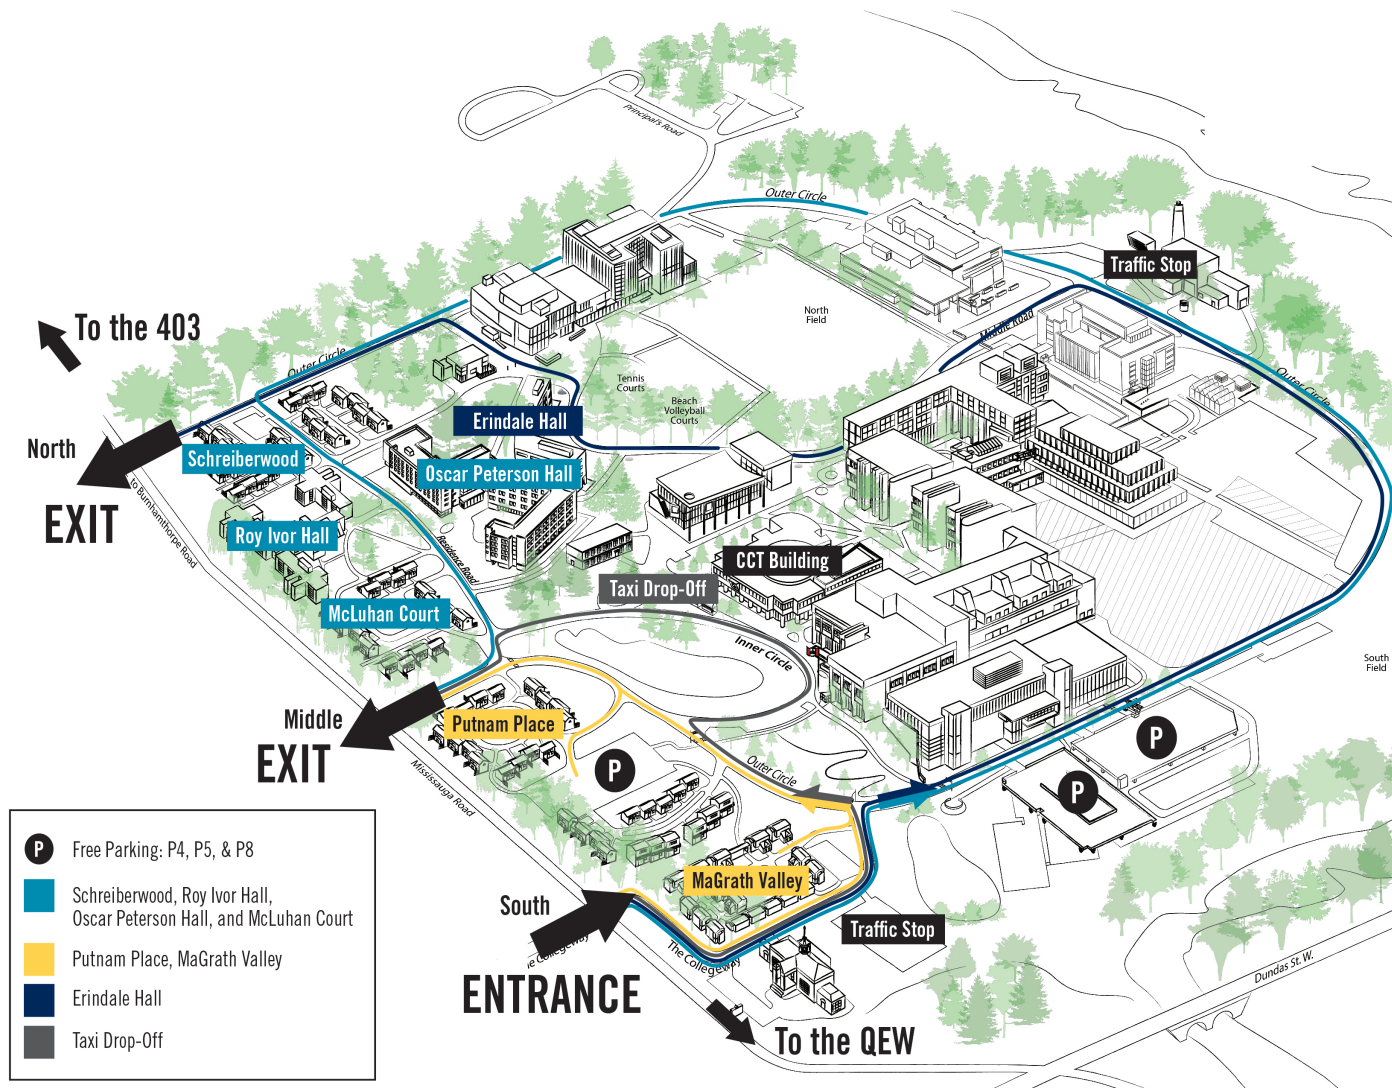 Principal's Road
Outer Circle
Traffic Stop
To the 403
North
Field
Middle Road
Outer Circle
Tennis
Courts
Outer Circle
Beach
Volleyball
Courts
Erindale Hall
North
EXIT
Schreiberwood
Oscar Peterson Hall
to Burnhamthorpe Road
Roy Ivor Hall
Residence Road
CCT Building
Taxi Drop-Off
McLuhan Court
Inner Circle
South
Field
Middle
EXIT
Putnam Place
P
P
P
Outer Circle
Mississauga Road
P
Free Parking: P4, P5, & P8
Schreiberwood, Roy Ivor Hall,
Oscar Peterson Hall, and McLuhan Court
Putnam Place, MaGrath Valley
Erindale Hall
Taxi Drop-Off
MaGrath Valley
South
ENTRANCE
Traffic Stop
The Collegeway
The Collegeway
Dundas St. W.
To the QEW